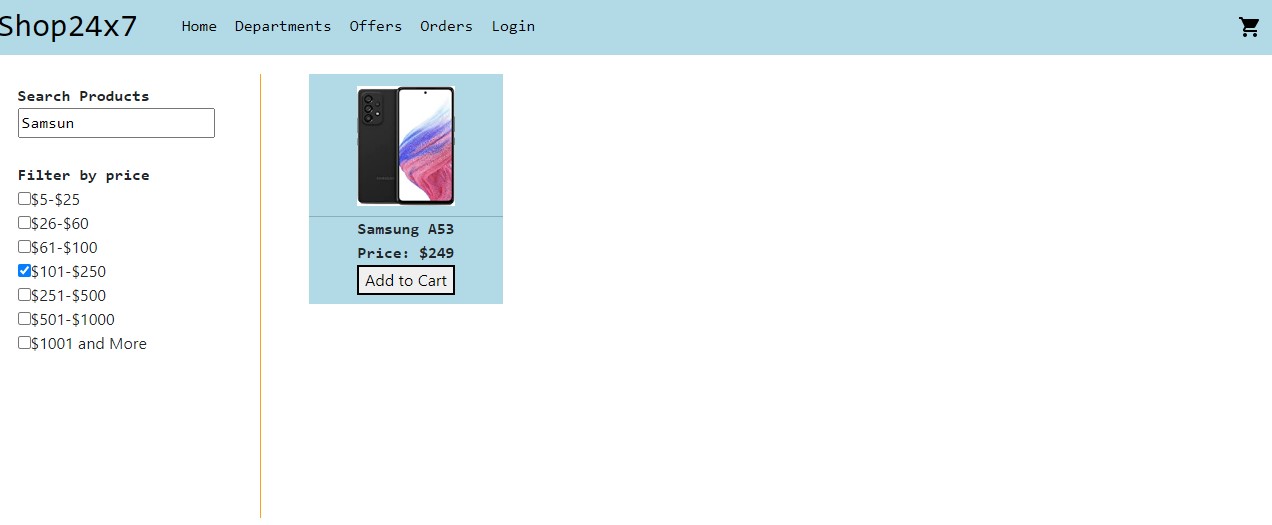 Shop24x7
Home Departments Offers Orders Login
Search Products
Samsun
Filter by price
$5-$25
$26-$60
$61-$100
$101-$250
$251-$500
$501-$1000
$1001 and More
Samsung A53
Price: $249
Add to Cart